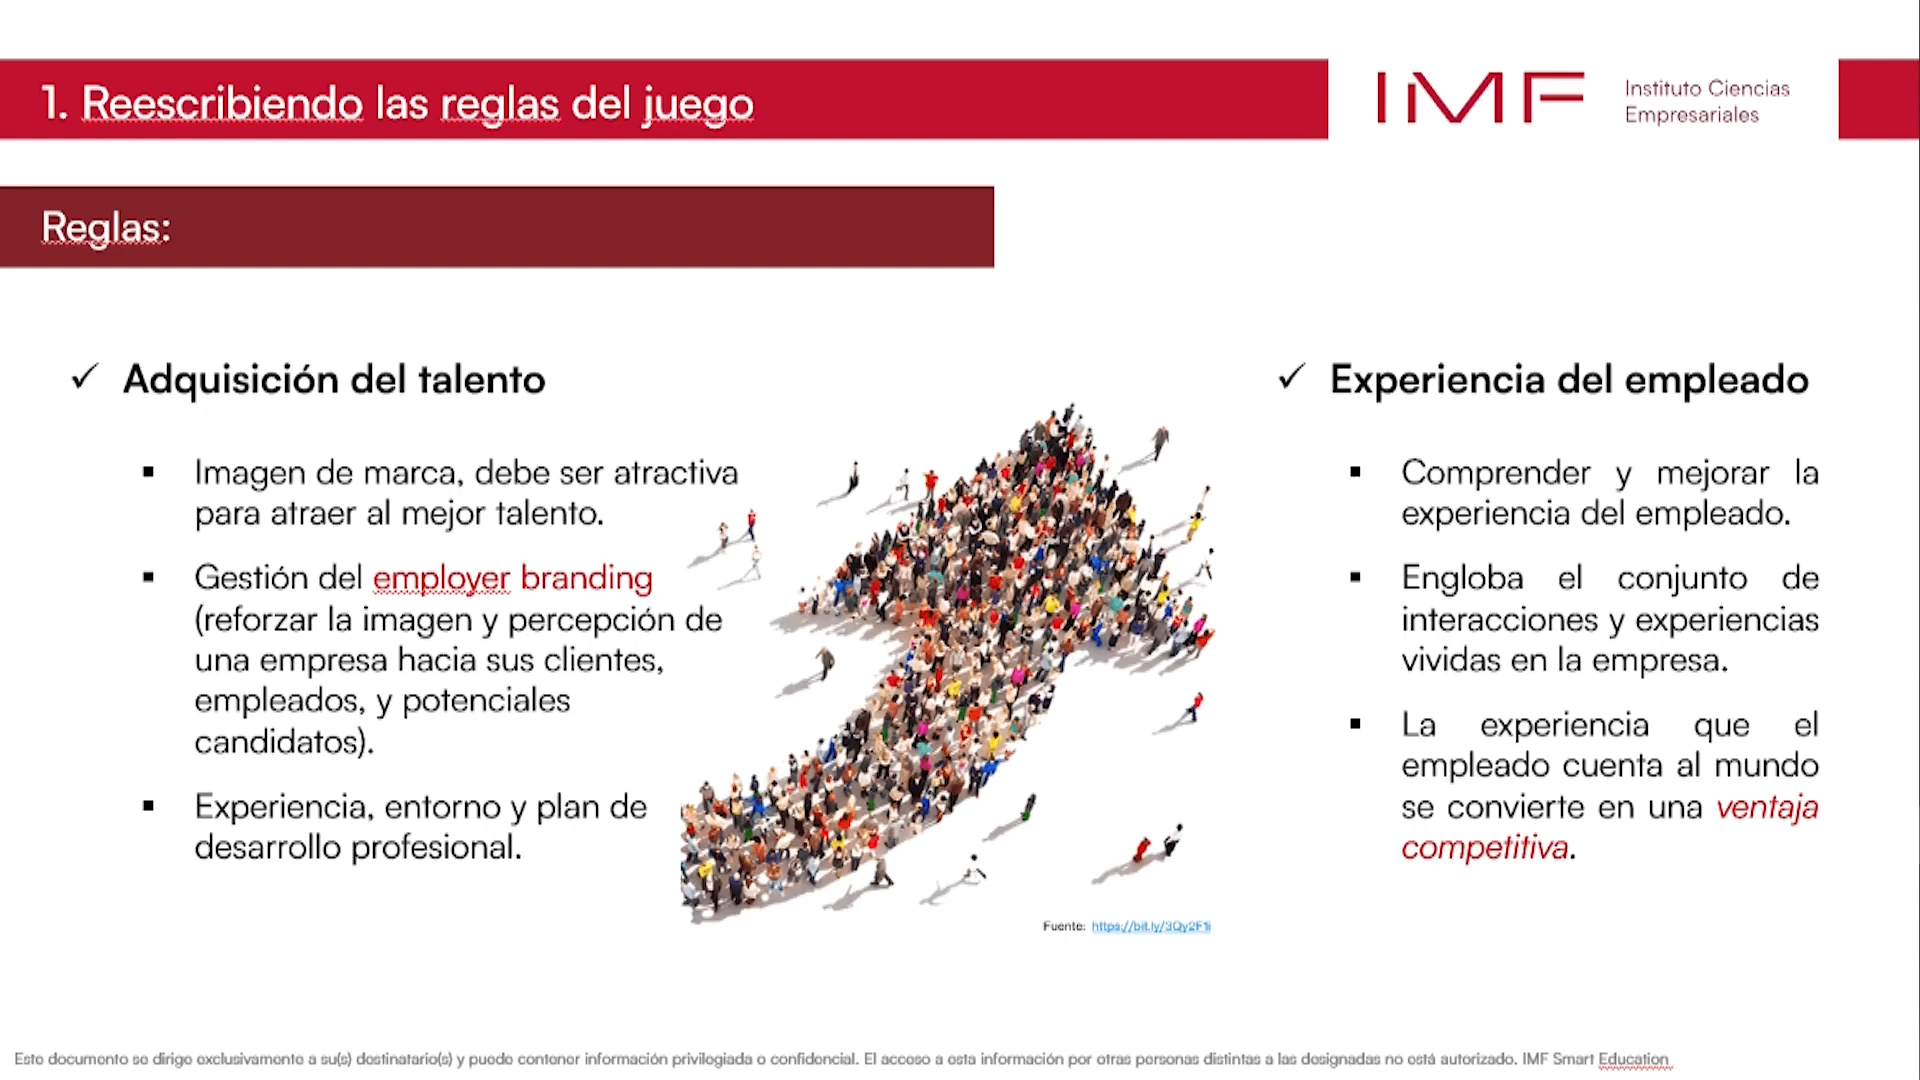 1. Reescribiendo las reglas del juego
IMF
Instituto Ciencias
Empresariales
Reglas:
✓ Adquisición del talento
▪ Imagen de marca, debe ser atractiva
para atraer al mejor talento.
▪ Gestión del employer branding
(reforzar la imagen y percepción de
una empresa hacia sus clientes,
empleados, y potenciales
candidatos).
▪ Experiencia, entorno y plan de
desarrollo profesional.
Fuente: https://bit.ly/3Qy2F1i
✓ Experiencia del empleado
▪ Comprender y mejorar la
experiencia del empleado.
▪ Engloba el conjunto de
interacciones y experiencias
vividas en la empresa.
▪ La experiencia que el
empleado cuenta al mundo
se convierte en una ventaja
competitiva.
Este documento se dirige exclusivamente a su(s) destinatario(s) y puede contener información privilegiada o confidencial. El acceso a esta información por otras personas distintas a las designadas no está autorizado. IMF Smart Education